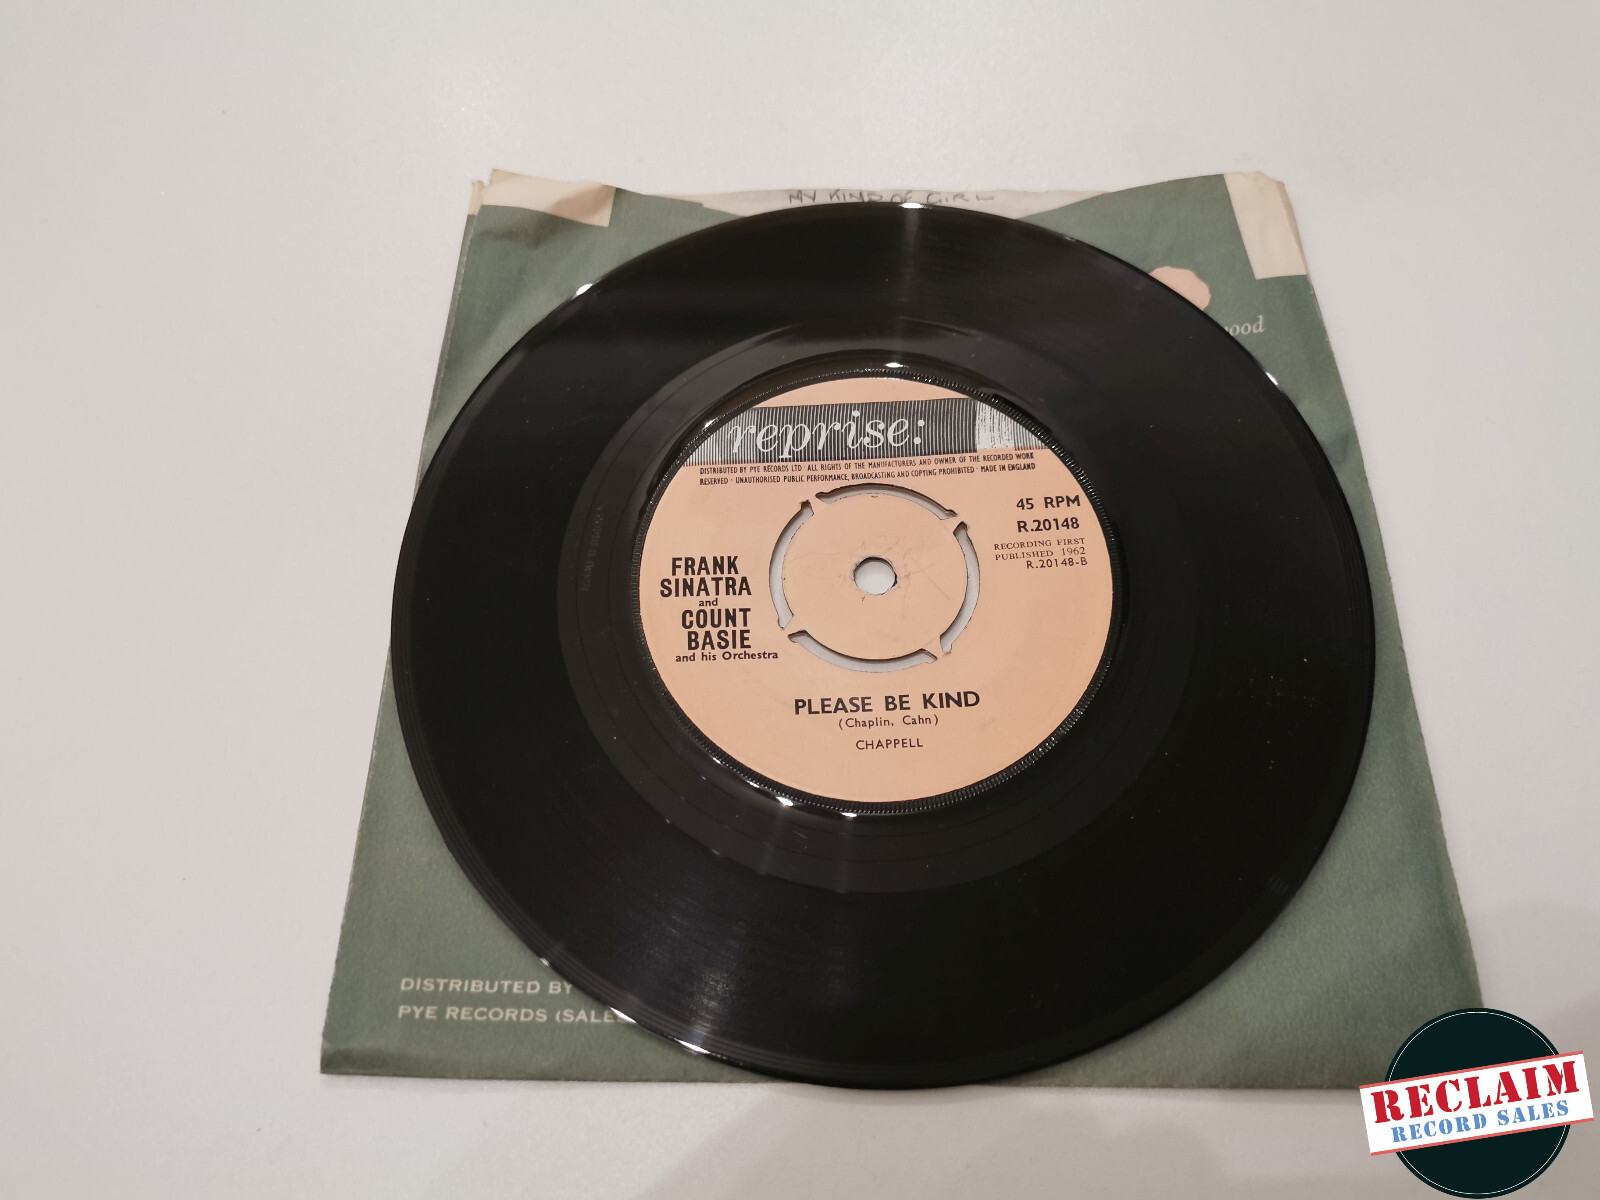 MY KIND OF GIRL
reprise:
DISTRIBUTED BY PYE RECORDS LTD · ALL RIGHTS OF THE MANUFACTURERS AND OWNER OF THE RECORDED WORK
RESERVED · UNAUTHORISED PUBLIC PERFORMANCE, BROADCASTING AND COPYING PROHIBITED · MADE IN ENGLAND
45 RPM
R.20148
RECORDING FIRST
PUBLISHED 1962
R.20148-B
FRANK
SINATRA
and
COUNT
BASIE
and his Orchestra
PLEASE BE KIND
(Chaplin, Cahn)
CHAPPELL
DISTRIBUTED BY
PYE RECORDS (SALES
RECLAIM
RECORD SALES